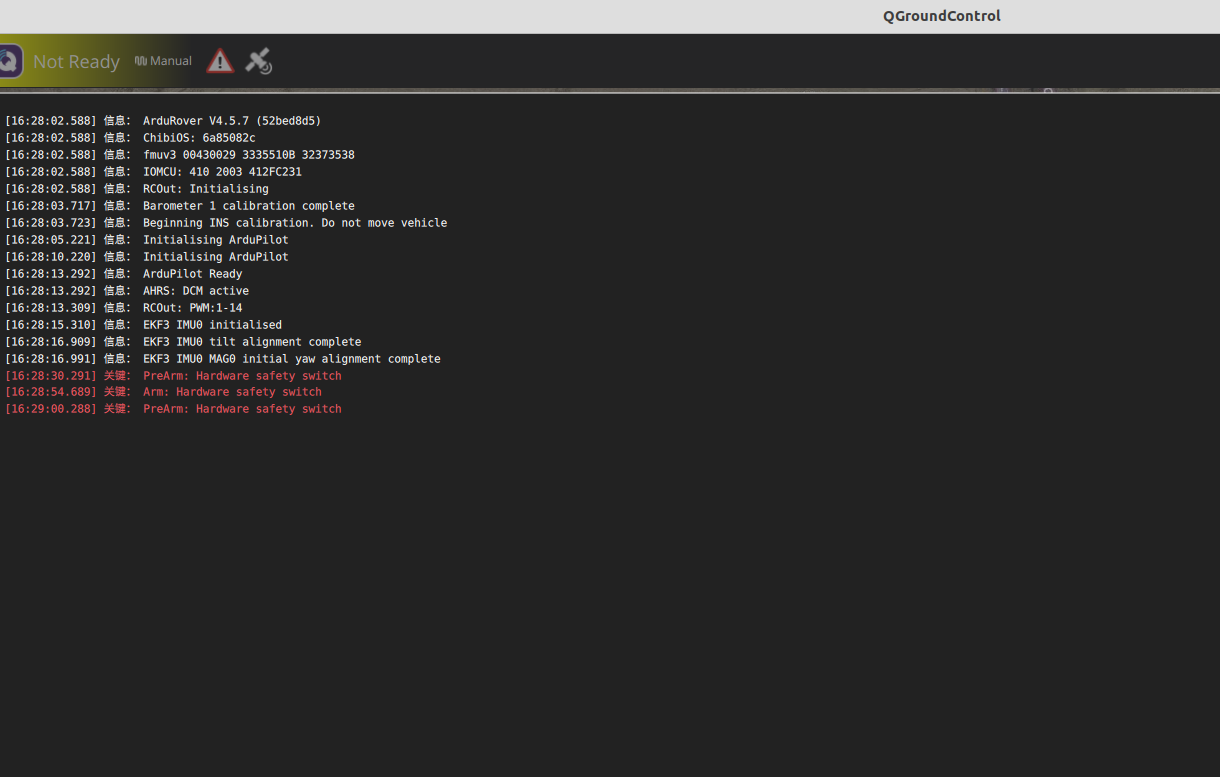 QGroundControl
Not Ready Manual
[16:28:02.588] 信息: ArduRover V4.5.7 (52bed8d5)
[16:28:02.588] 信息: ChibiOS: 6a85082c
[16:28:02.588] 信息: fmuv3 00430029 3335510B 32373538
[16:28:02.588] 信息: IOMCU: 410 2003 412FC231
[16:28:02.588] 信息: RCOut: Initialising
[16:28:03.717] 信息: Barometer 1 calibration complete
[16:28:03.723] 信息: Beginning INS calibration. Do not move vehicle
[16:28:05.221] 信息: Initialising ArduPilot
[16:28:10.220] 信息: Initialising ArduPilot
[16:28:13.292] 信息: ArduPilot Ready
[16:28:13.292] 信息: AHRS: DCM active
[16:28:13.309] 信息: RCOut: PWM:1-14
[16:28:15.310] 信息: EKF3 IMU0 initialised
[16:28:16.909] 信息: EKF3 IMU0 tilt alignment complete
[16:28:16.991] 信息: EKF3 IMU0 MAG0 initial yaw alignment complete
[16:28:30.291] 关键: PreArm: Hardware safety switch
[16:28:54.689] 关键: Arm: Hardware safety switch
[16:29:00.288] 关键: PreArm: Hardware safety switch